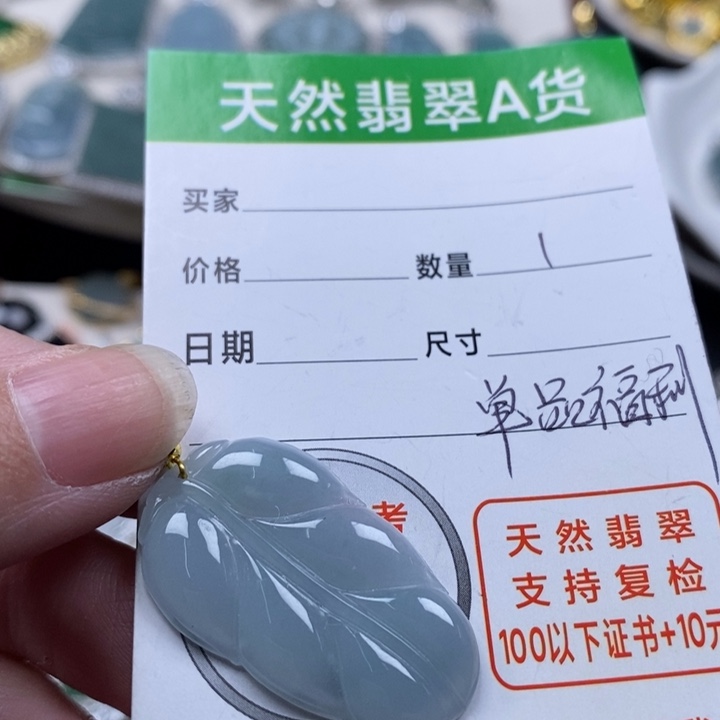 天然翡翠A货
买家
价格 数量 1
日期 尺寸
单品福利
者
天然翡翠
支持复检
100以下证书+10元